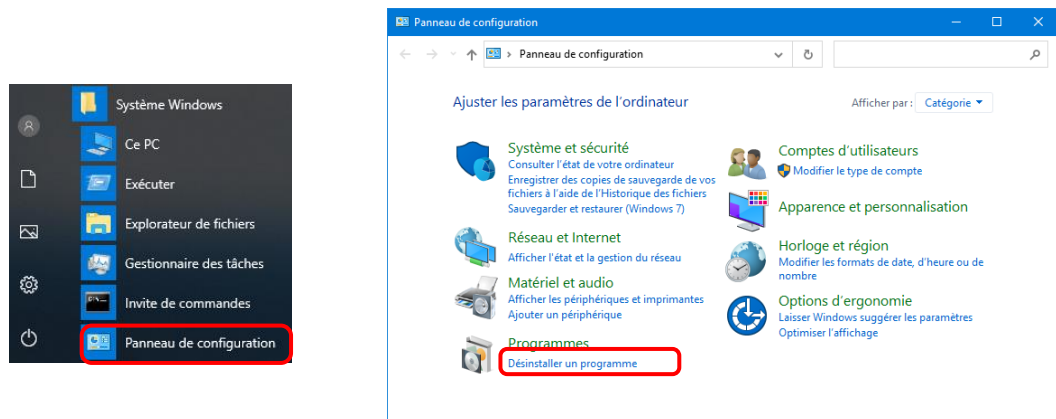 Système Windows
Ce PC
Exécuter
Explorateur de fichiers
Gestionnaire des tâches
Invite de commandes
Panneau de configuration
Panneau de configuration
Panneau de configuration
Ajuster les paramètres de l'ordinateur
Afficher par : Catégorie
Système et sécurité
Consulter l'état de votre ordinateur
Enregistrer des copies de sauvegarde de vos
fichiers à l'aide de l'Historique des fichiers
Sauvegarder et restaurer (Windows 7)
Réseau et Internet
Afficher l'état et la gestion du réseau
Matériel et audio
Afficher les périphériques et imprimantes
Ajouter un périphérique
Programmes
Désinstaller un programme
Comptes d'utilisateurs
Modifier le type de compte
Apparence et personnalisation
Horloge et région
Modifier les formats de date, d'heure ou de
nombre
Options d'ergonomie
Laisser Windows suggérer les paramètres
Optimiser l'affichage